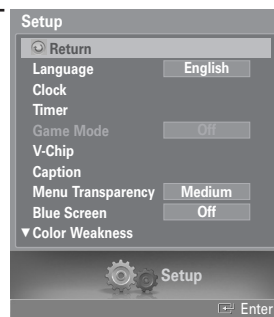 Setup
Return
Language English
Clock
Timer
Game Mode Off
V-Chip
Caption
Menu Transparency Medium
Blue Screen Off
▼ Color Weakness
Setup
Enter